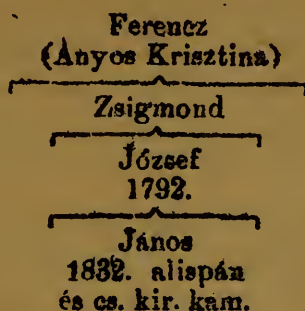 Ferencz
(Ányos Krisztina)
Zsigmond
József
1792.
János
1832. alispán
és cs. kir. kam.